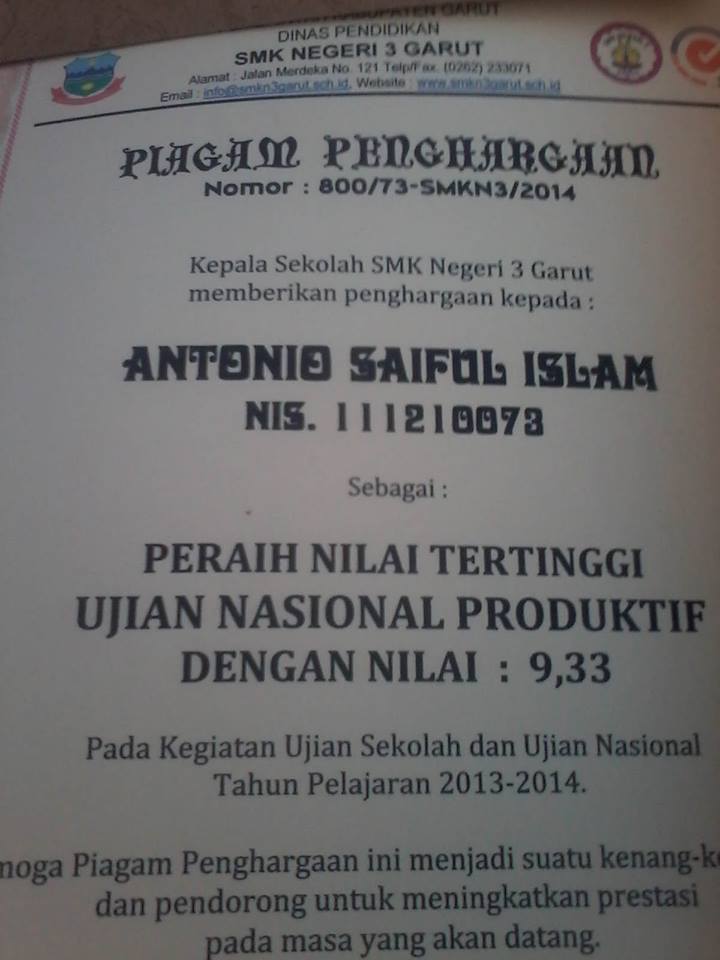 KABUPATEN GARUT
DINAS PENDIDIKAN
SMK NEGERI 3 GARUT
Alamat : Jalan Merdeka No. 121 Telp/Fax. (0262) 233071
Email : info@smkn3garut.sch.id, Website : www.smkn3garut.sch.id
PIAGAM PENGHARGAAN
Nomor : 800/73-SMKN3/2014
Kepala Sekolah SMK Negeri 3 Garut
memberikan penghargaan kepada :
ANTONIO SAIFUL ISLAM
NIS. 111210073
Sebagai :
PERAIH NILAI TERTINGGI
UJIAN NASIONAL PRODUKTIF
DENGAN NILAI : 9,33
Pada Kegiatan Ujian Sekolah dan Ujian Nasional
Tahun Pelajaran 2013-2014.
moga Piagam Penghargaan ini menjadi suatu kenang-k
dan pendorong untuk meningkatkan prestasi
pada masa yang akan datang.